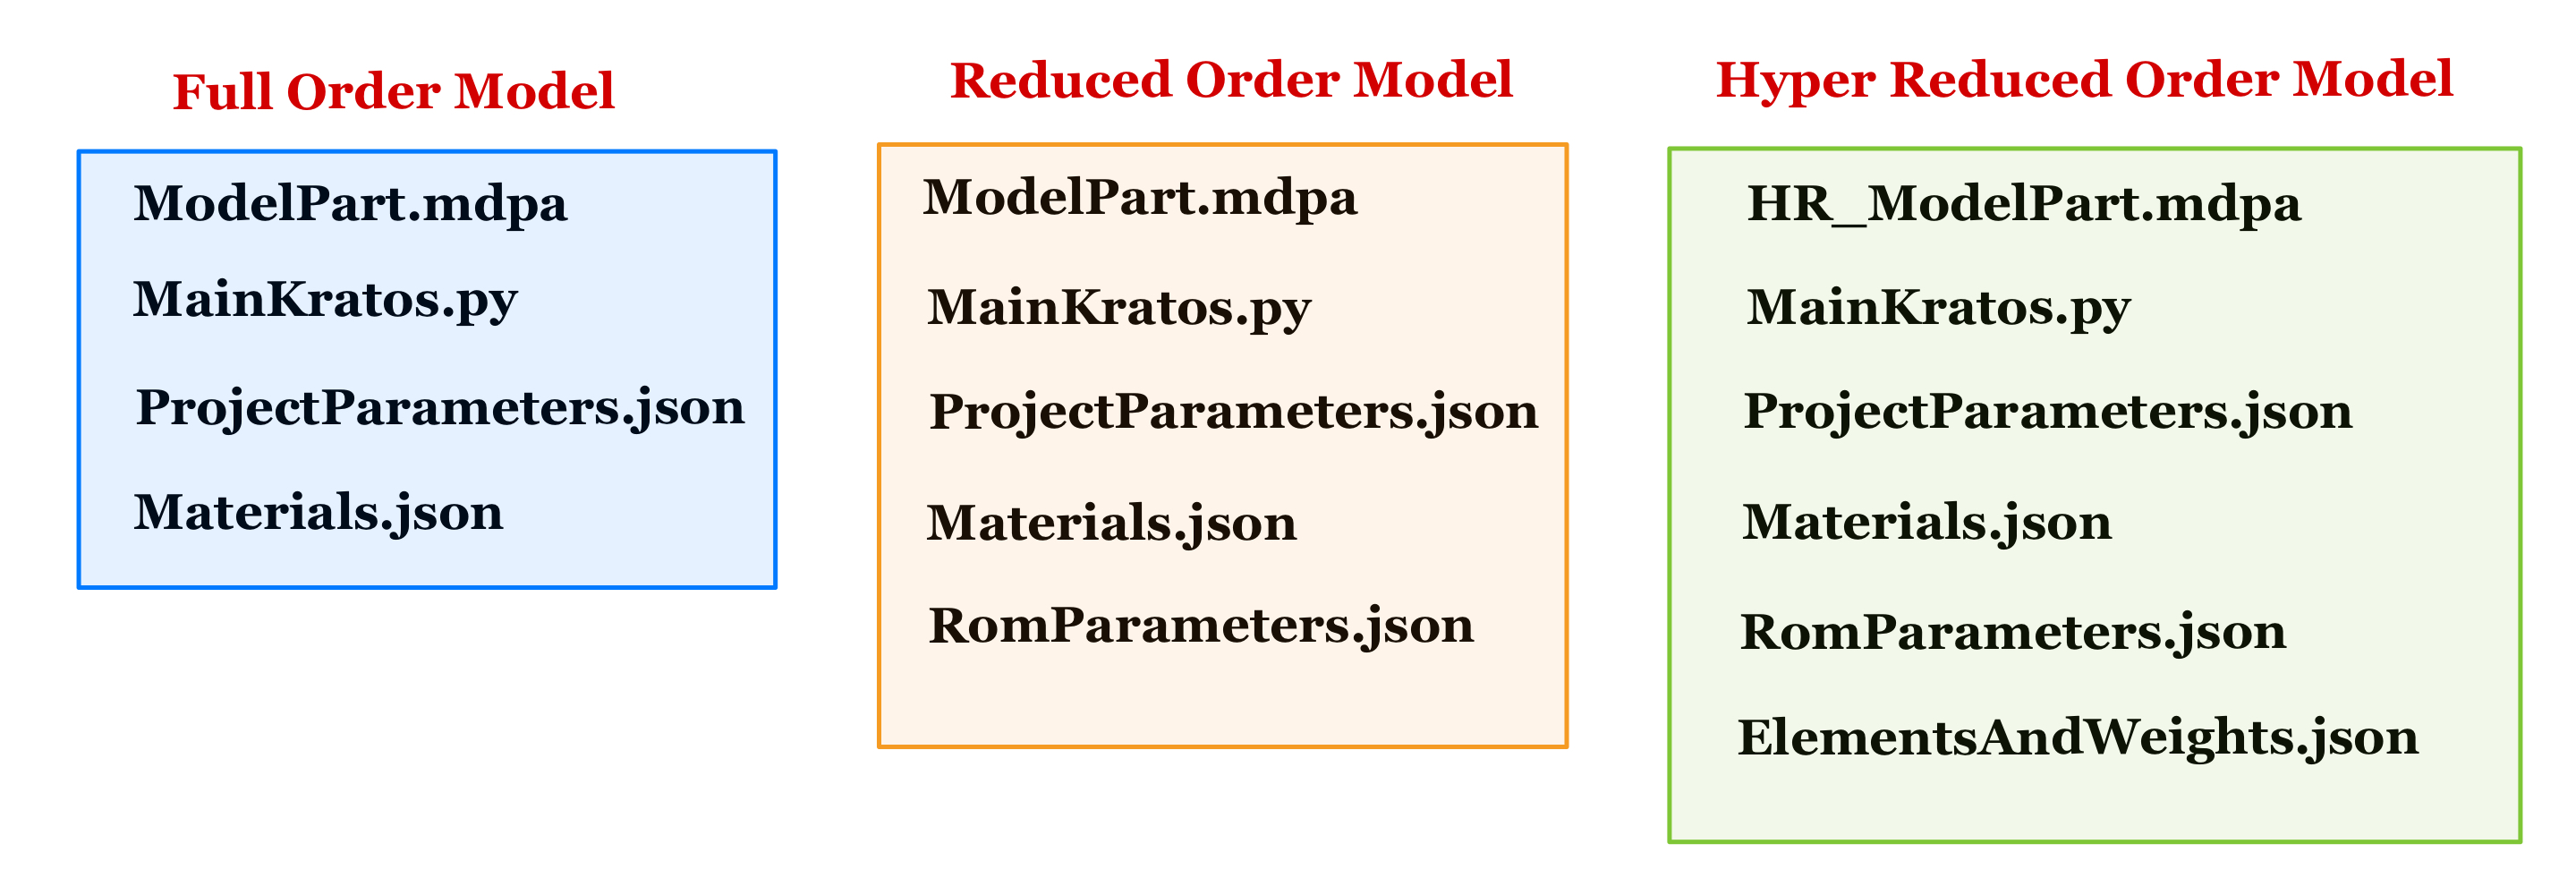 Full Order Model
ModelPart.mdpa
MainKratos.py
ProjectParameters.json
Materials.json
Reduced Order Model
ModelPart.mdpa
MainKratos.py
ProjectParameters.json
Materials.json
RomParameters.json
Hyper Reduced Order Model
HR_ModelPart.mdpa
MainKratos.py
ProjectParameters.json
Materials.json
RomParameters.json
ElementsAndWeights.json